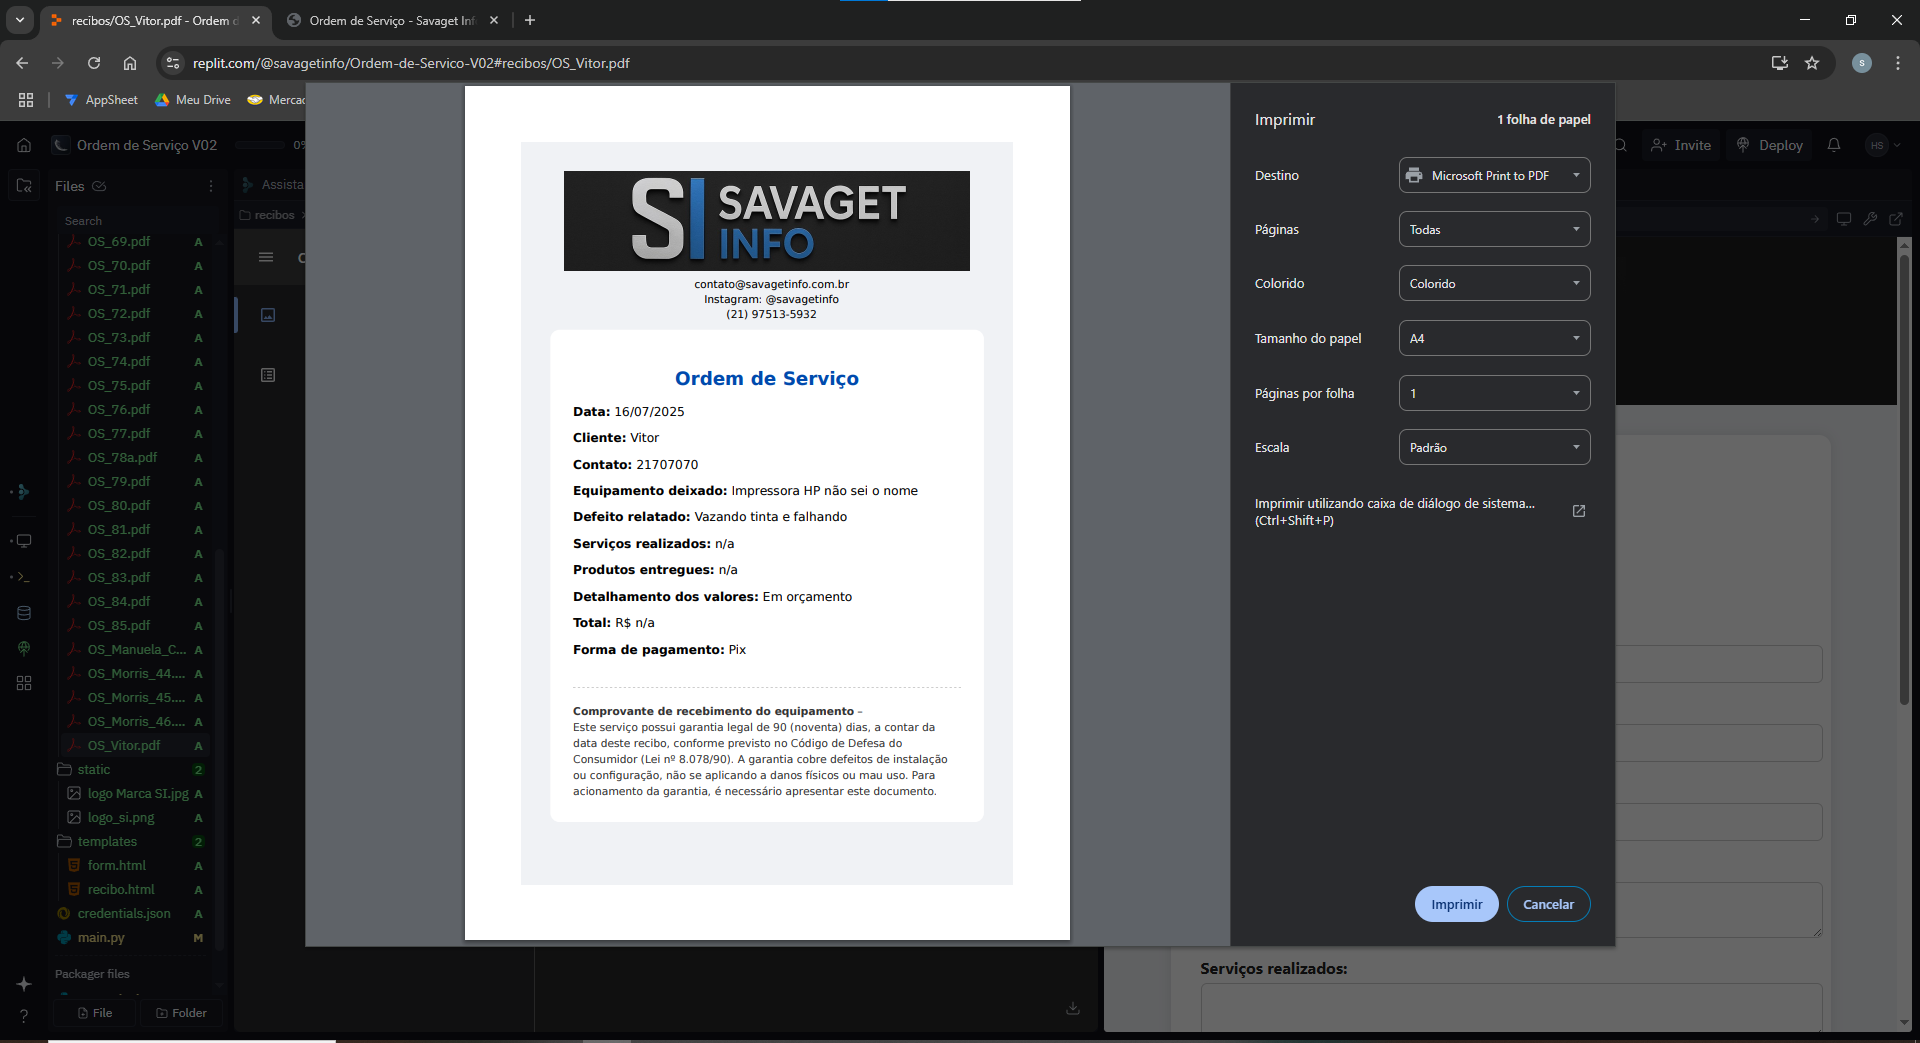 recibos/OS_Vitor.pdf - Ordem d
Ordem de Serviço - Savaget Inf
replit.com/@savagetinfo/Ordem-de-Servico-V02#recibos/OS_Vitor.pdf
S
AppSheet
Meu Drive
Mercad
Ordem de Serviço V02
0%
Invite
Deploy
HS
Files
Search
OS_69.pdf A
OS_70.pdf A
OS_71.pdf A
OS_72.pdf A
OS_73.pdf A
OS_74.pdf A
OS_75.pdf A
OS_76.pdf A
OS_77.pdf A
OS_78a.pdf A
OS_79.pdf A
OS_80.pdf A
OS_81.pdf A
OS_82.pdf A
OS_83.pdf A
OS_84.pdf A
OS_85.pdf A
OS_Manuela_C... A
OS_Morris_44.... A
OS_Morris_45.... A
OS_Morris_46.... A
OS_Vitor.pdf A
static 2
logo Marca SI.jpg A
logo_si.png A
templates 2
form.html A
recibo.html A
credentials.json A
main.py M
Packager files
File
Folder
Assista
recibos
SI SAVAGET
INFO
contato@savagetinfo.com.br
Instagram: @savagetinfo
(21) 97513-5932
Ordem de Serviço
Data: 16/07/2025
Cliente: Vitor
Contato: 21707070
Equipamento deixado: Impressora HP não sei o nome
Defeito relatado: Vazando tinta e falhando
Serviços realizados: n/a
Produtos entregues: n/a
Detalhamento dos valores: Em orçamento
Total: R$ n/a
Forma de pagamento: Pix
Comprovante de recebimento do equipamento –
Este serviço possui garantia legal de 90 (noventa) dias, a contar da
data deste recibo, conforme previsto no Código de Defesa do
Consumidor (Lei nº 8.078/90). A garantia cobre defeitos de instalação
ou configuração, não se aplicando a danos físicos ou mau uso. Para
acionamento da garantia, é necessário apresentar este documento.
Imprimir
1 folha de papel
Destino
Microsoft Print to PDF
Páginas
Todas
Colorido
Colorido
Tamanho do papel
A4
Páginas por folha
1
Escala
Padrão
Imprimir utilizando caixa de diálogo de sistema...
(Ctrl+Shift+P)
Imprimir
Cancelar
Serviços realizados: